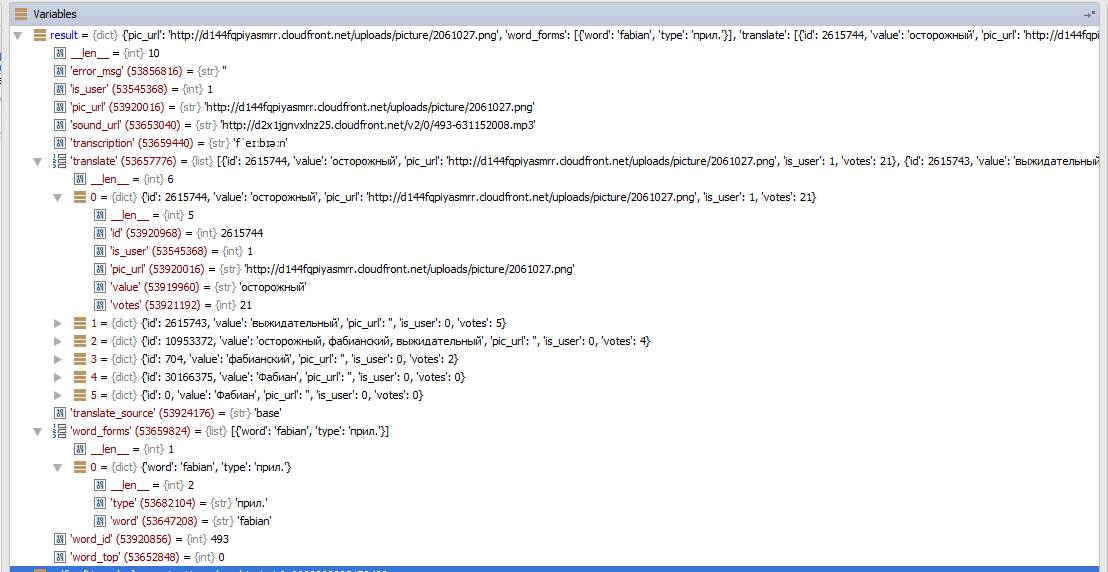 Variables
result = {dict} {'pic_url': 'http://d144fqpiyasmrr.cloudfront.net/uploads/picture/2061027.png', 'word_forms': [{'word': 'fabian', 'type': 'прил.'}], 'translate': [{'id': 2615744, 'value': 'осторожный', 'pic_url': 'http://d144fqpiyasmrr.cloudfront.net/uploads/pi
__len__ = {int} 10
'error_msg' (53856816) = {str} ''
'is_user' (53545368) = {int} 1
'pic_url' (53920016) = {str} 'http://d144fqpiyasmrr.cloudfront.net/uploads/picture/2061027.png'
'sound_url' (53653040) = {str} 'http://d2x1jgnvxlnz25.cloudfront.net/v2/0/493-631152008.mp3'
'transcription' (53659440) = {str} 'f`eɪ:bɪə:n'
'translate' (53657776) = {list} [{'id': 2615744, 'value': 'осторожный', 'pic_url': 'http://d144fqpiyasmrr.cloudfront.net/uploads/picture/2061027.png', 'is_user': 1, 'votes': 21}, {'id': 2615743, 'value': 'выжидательный
__len__ = {int} 6
0 = {dict} {'id': 2615744, 'value': 'осторожный', 'pic_url': 'http://d144fqpiyasmrr.cloudfront.net/uploads/picture/2061027.png', 'is_user': 1, 'votes': 21}
__len__ = {int} 5
'id' (53920968) = {int} 2615744
'is_user' (53545368) = {int} 1
'pic_url' (53920016) = {str} 'http://d144fqpiyasmrr.cloudfront.net/uploads/picture/2061027.png'
'value' (53919960) = {str} 'осторожный'
'votes' (53921192) = {int} 21
1 = {dict} {'id': 2615743, 'value': 'выжидательный', 'pic_url': '', 'is_user': 0, 'votes': 5}
2 = {dict} {'id': 10953372, 'value': 'осторожный, фабианский, выжидательный', 'pic_url': '', 'is_user': 0, 'votes': 4}
3 = {dict} {'id': 704, 'value': 'фабианский', 'pic_url': '', 'is_user': 0, 'votes': 2}
4 = {dict} {'id': 30166375, 'value': 'Фабиан', 'pic_url': '', 'is_user': 0, 'votes': 0}
5 = {dict} {'id': 0, 'value': 'Фабиан', 'pic_url': '', 'is_user': 0, 'votes': 0}
'translate_source' (53924176) = {str} 'base'
'word_forms' (53659824) = {list} [{'word': 'fabian', 'type': 'прил.'}]
__len__ = {int} 1
0 = {dict} {'word': 'fabian', 'type': 'прил.'}
__len__ = {int} 2
'type' (53682104) = {str} 'прил.'
'word' (53647208) = {str} 'fabian'
'word_id' (53920856) = {int} 493
'word_top' (53652848) = {int} 0